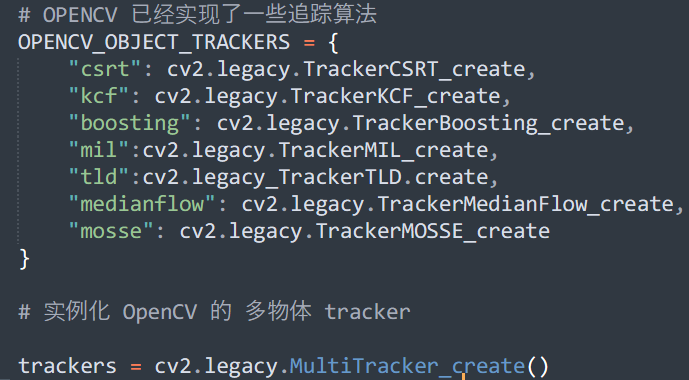 # OPENCV 已经实现了一些追踪算法
OPENCV_OBJECT_TRACKERS = {
    "csrt": cv2.legacy.TrackerCSRT_create,
    "kcf": cv2.legacy.TrackerKCF_create,
    "boosting": cv2.legacy.TrackerBoosting_create,
    "mil":cv2.legacy.TrackerMIL_create,
    "tld":cv2.legacy_TrackerTLD.create,
    "medianflow": cv2.legacy.TrackerMedianFlow_create,
    "mosse": cv2.legacy.TrackerMOSSE_create
}
# 实例化 OpenCV 的 多物体 tracker
trackers = cv2.legacy.MultiTracker_create()